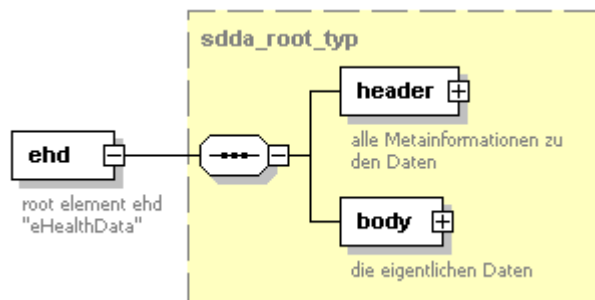 sdda_root_typ
header
alle Metainformationen zu
den Daten
ehd
root element ehd
"eHealthData"
body
die eigentlichen Daten